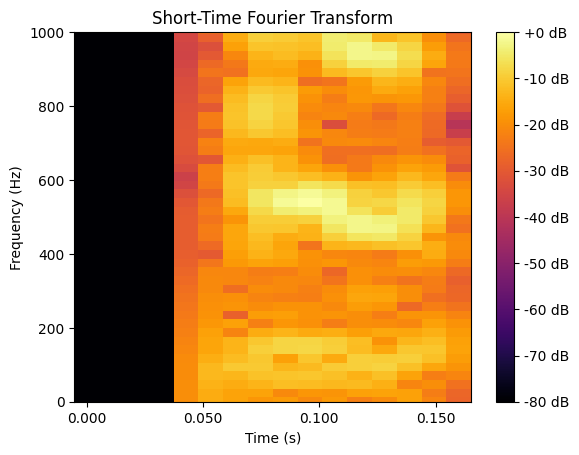 Short-Time Fourier Transform
1000
800
600
400
200
0
Frequency (Hz)
0.000
0.050
0.100
0.150
Time (s)
+0 dB
-10 dB
-20 dB
-30 dB
-40 dB
-50 dB
-60 dB
-70 dB
-80 dB